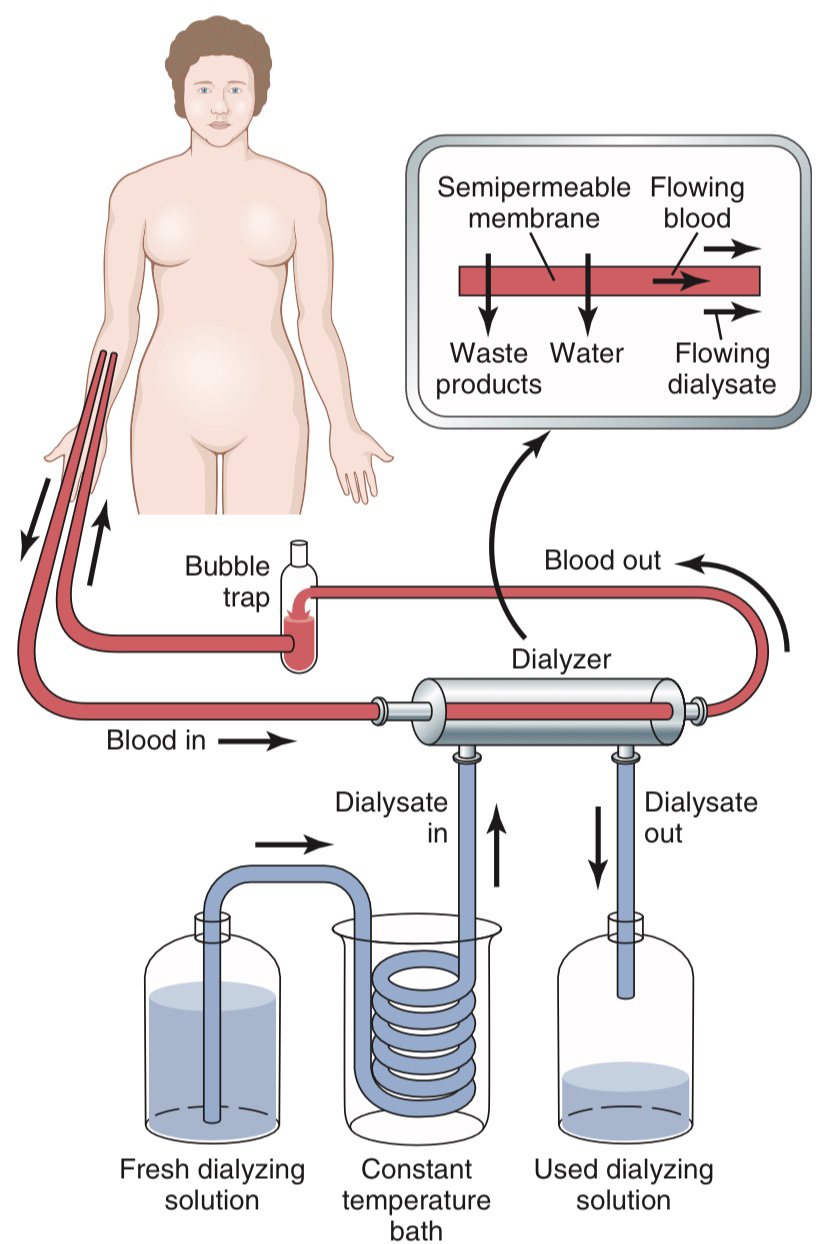 Semipermeable
membrane
Flowing
blood
Waste
products
Water
Flowing
dialysate
Bubble
trap
Blood out
Dialyzer
Blood in
Dialysate
in
Dialysate
out
Fresh dialyzing
solution
Constant
temperature
bath
Used dialyzing
solution